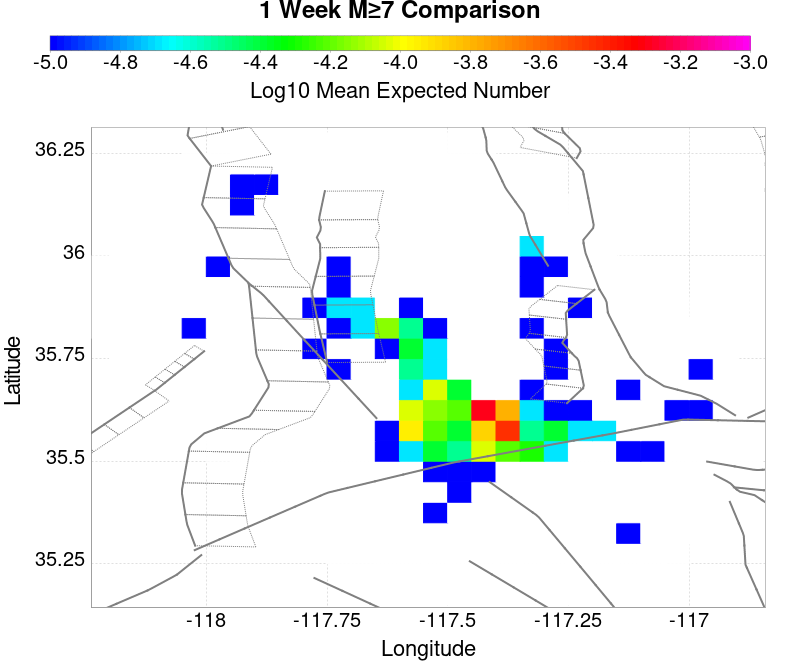 1 Week M≥7 Comparison
-5.0 -4.8 -4.6 -4.4 -4.2 -4.0 -3.8 -3.6 -3.4 -3.2 -3.0
Log10 Mean Expected Number
36.25
36
35.75
35.5
35.25
Latitude
-118 -117.75 -117.5 -117.25 -117
Longitude